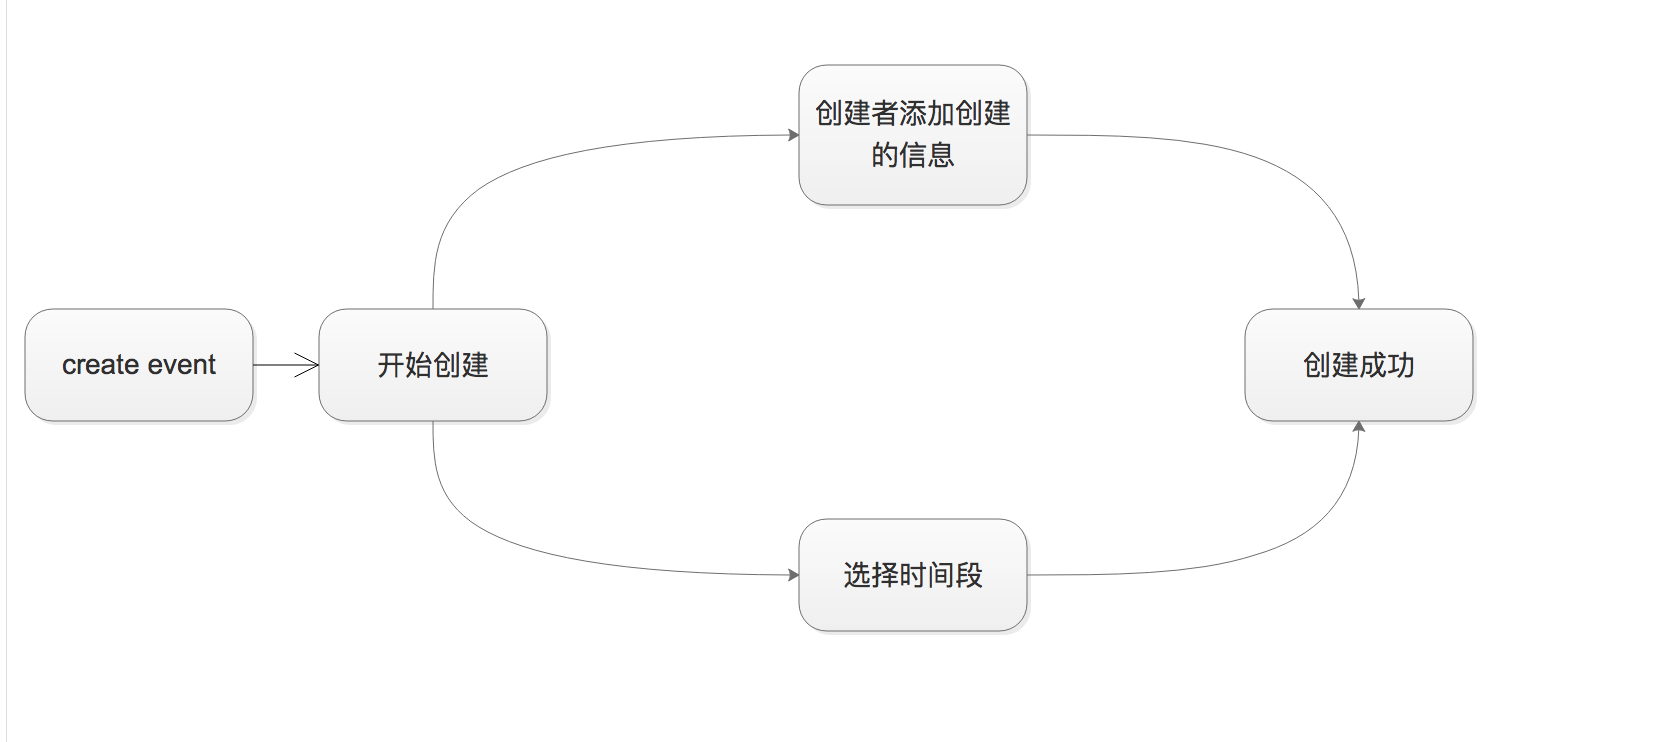 创建者添加创建
的信息
create event
开始创建
创建成功
选择时间段